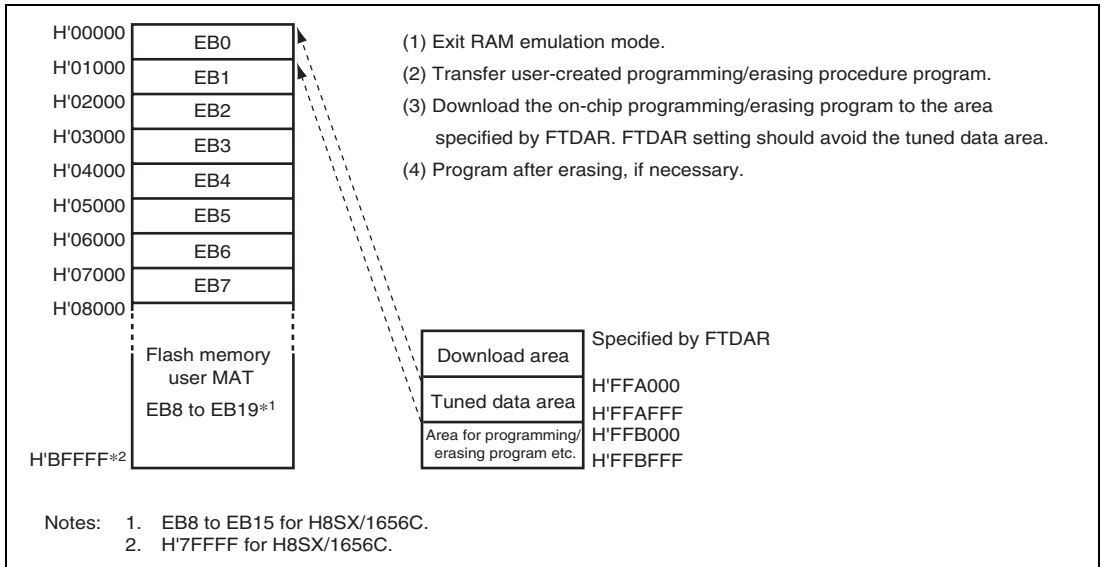 H'00000
EB0
H'01000
EB1
H'02000
EB2
H'03000
EB3
H'04000
EB4
H'05000
EB5
H'06000
EB6
H'07000
EB7
H'08000
Flash memory
user MAT
EB8 to EB19*1
H'BFFFF*2
(1) Exit RAM emulation mode.
(2) Transfer user-created programming/erasing procedure program.
(3) Download the on-chip programming/erasing program to the area
specified by FTDAR. FTDAR setting should avoid the tuned data area.
(4) Program after erasing, if necessary.
Download area
Specified by FTDAR
Tuned data area
H'FFA000
H'FFAFFF
Area for programming/
erasing program etc.
H'FFB000
H'FFBFFF
Notes: 1. EB8 to EB15 for H8SX/1656C.
2. H'7FFFF for H8SX/1656C.